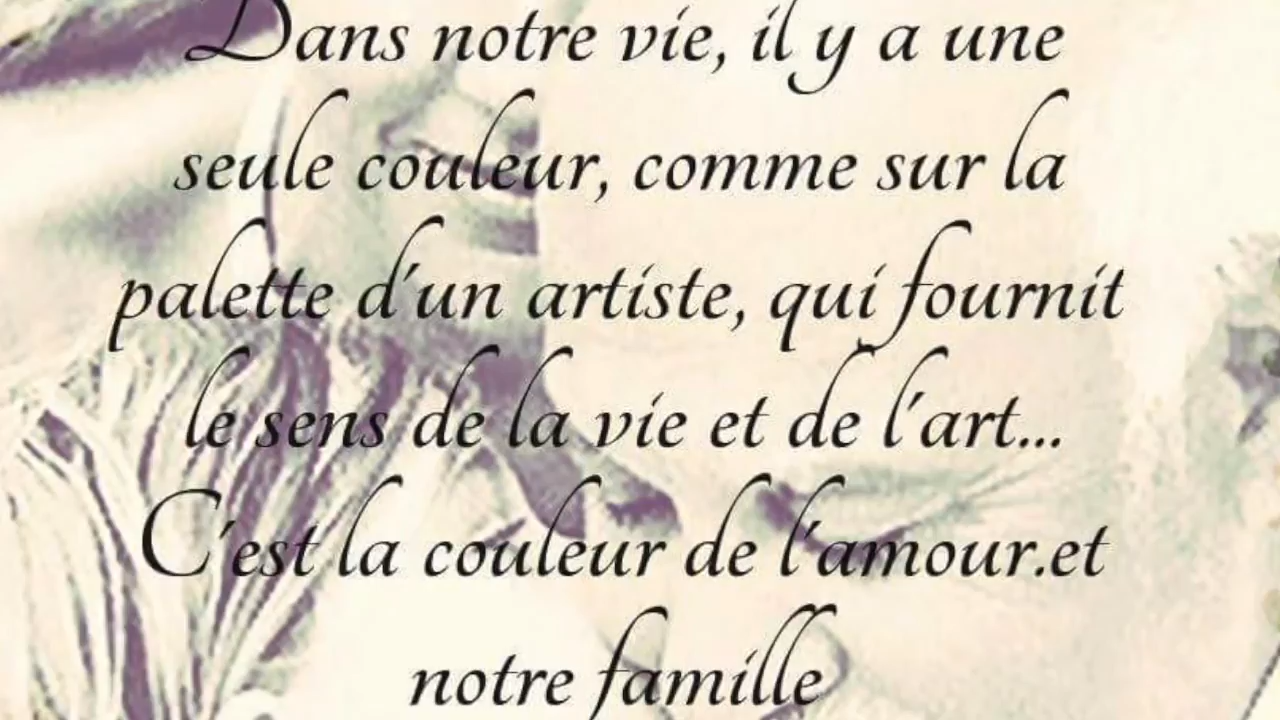 Dans notre vie, il y a une
seule couleur, comme sur la
palette d'un artiste, qui fournit
le sens de la vie et de l'art...
C'est la couleur de l'amour.et
notre famille